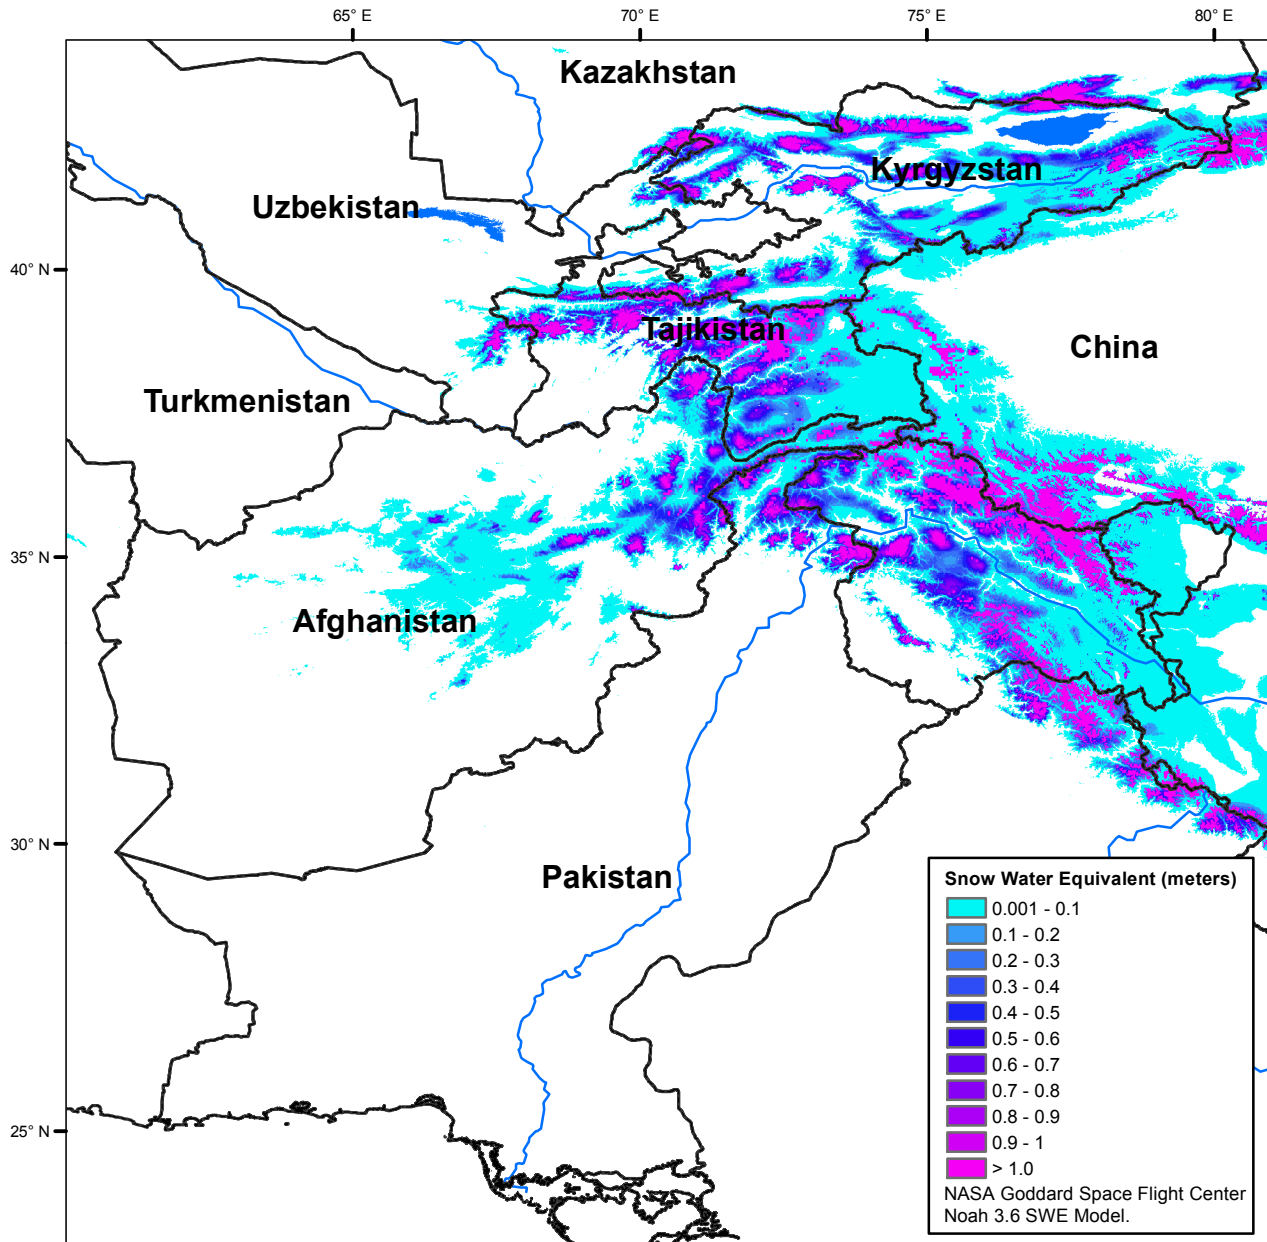 65° E
70° E
75° E
80° E
Kazakhstan
Kyrgyzstan
Uzbekistan
40° N
Tajikistan
China
Turkmenistan
35° N
Afghanistan
30° N
Pakistan
25° N
Snow Water Equivalent (meters)
0.001 - 0.1
0.1 - 0.2
0.2 - 0.3
0.3 - 0.4
0.4 - 0.5
0.5 - 0.6
0.6 - 0.7
0.7 - 0.8
0.8 - 0.9
0.9 - 1
> 1.0
NASA Goddard Space Flight Center
Noah 3.6 SWE Model.